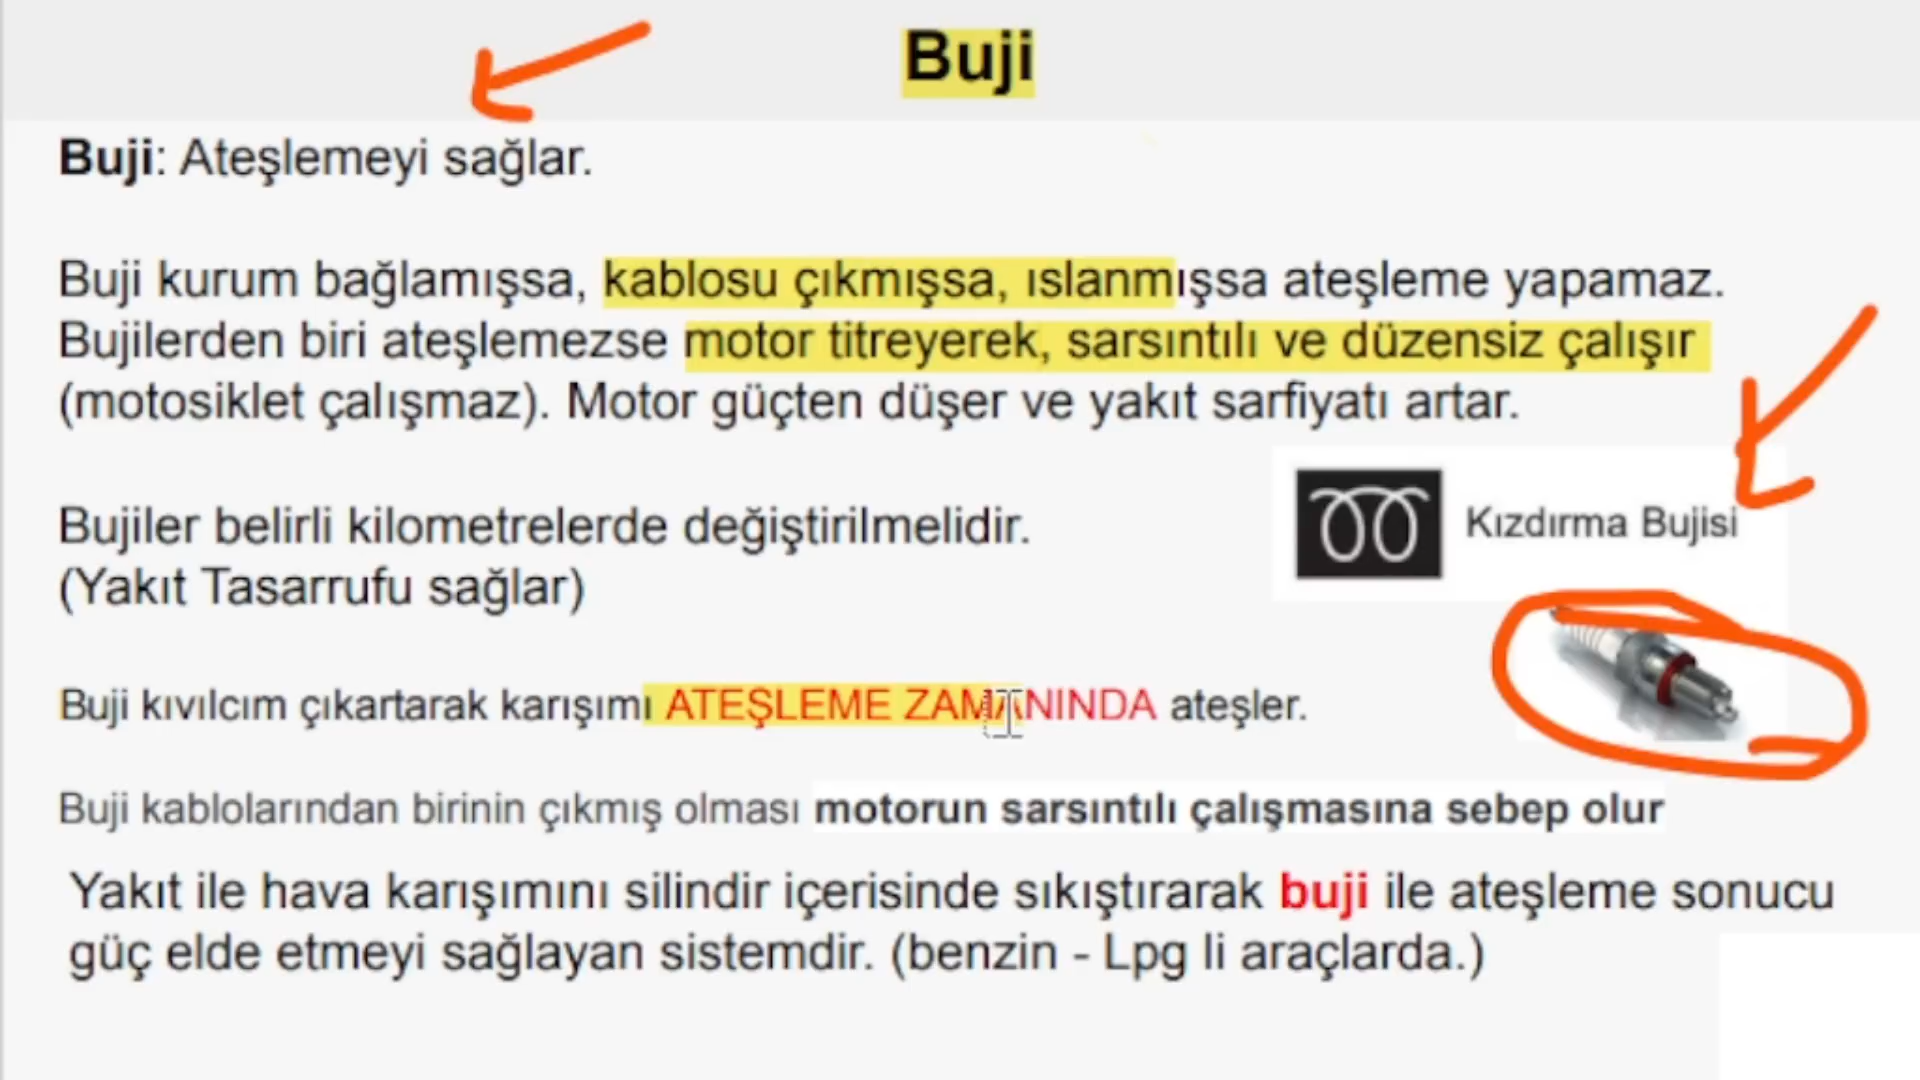 Buji
Buji: Ateşlemeyi sağlar.
Buji kurum bağlamışsa, kablosu çıkmışsa, ıslanmışsa ateşleme yapamaz.
Bujilerden biri ateşlemezse motor titreyerek, sarsıntılı ve düzensiz çalışır
(motosiklet çalışmaz). Motor güçten düşer ve yakıt sarfiyatı artar.
Bujiler belirli kilometrelerde değiştirilmelidir.
(Yakıt Tasarrufu sağlar)
Kızdırma Bujisi
Buji kıvılcım çıkartarak karışımı ATEŞLEME ZAMANINDA ateşler.
Buji kablolarından birinin çıkmış olması motorun sarsıntılı çalışmasına sebep olur
Yakıt ile hava karışımını silindir içerisinde sıkıştırarak buji ile ateşleme sonucu
güç elde etmeyi sağlayan sistemdir. (benzin - Lpg li araçlarda.)